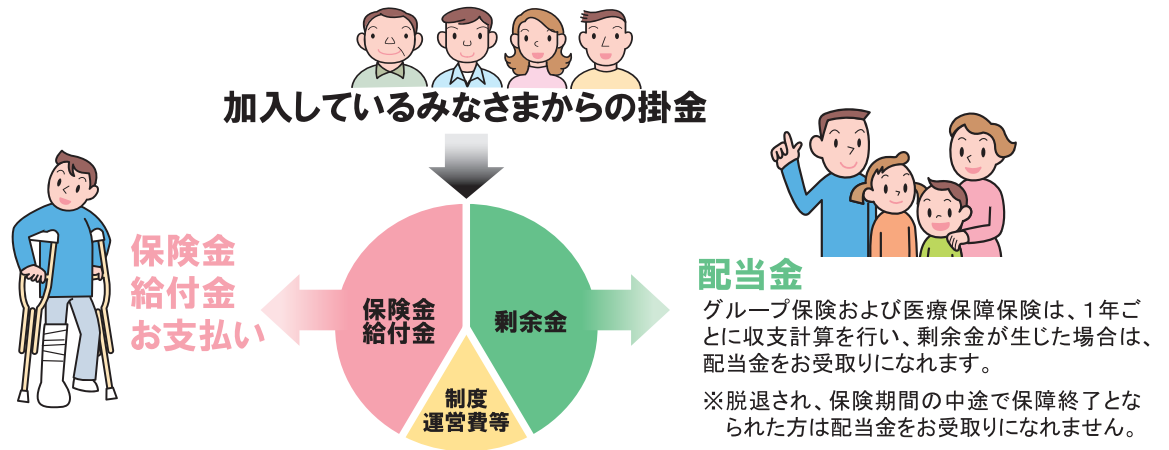 加入しているみなさまからの掛金
保険金
給付金
お支払い
保険金
給付金
剰余金
制度
運営費等
配当金
グループ保険および医療保障保険は、1年ご
とに収支計算を行い、剰余金が生じた場合は、
配当金をお受取りになれます。
※脱退され、保険期間の中途で保障終了とな
られた方は配当金をお受取りになれません。